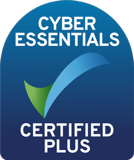 CYBER
ESSENTIALS
CERTIFIED
PLUS